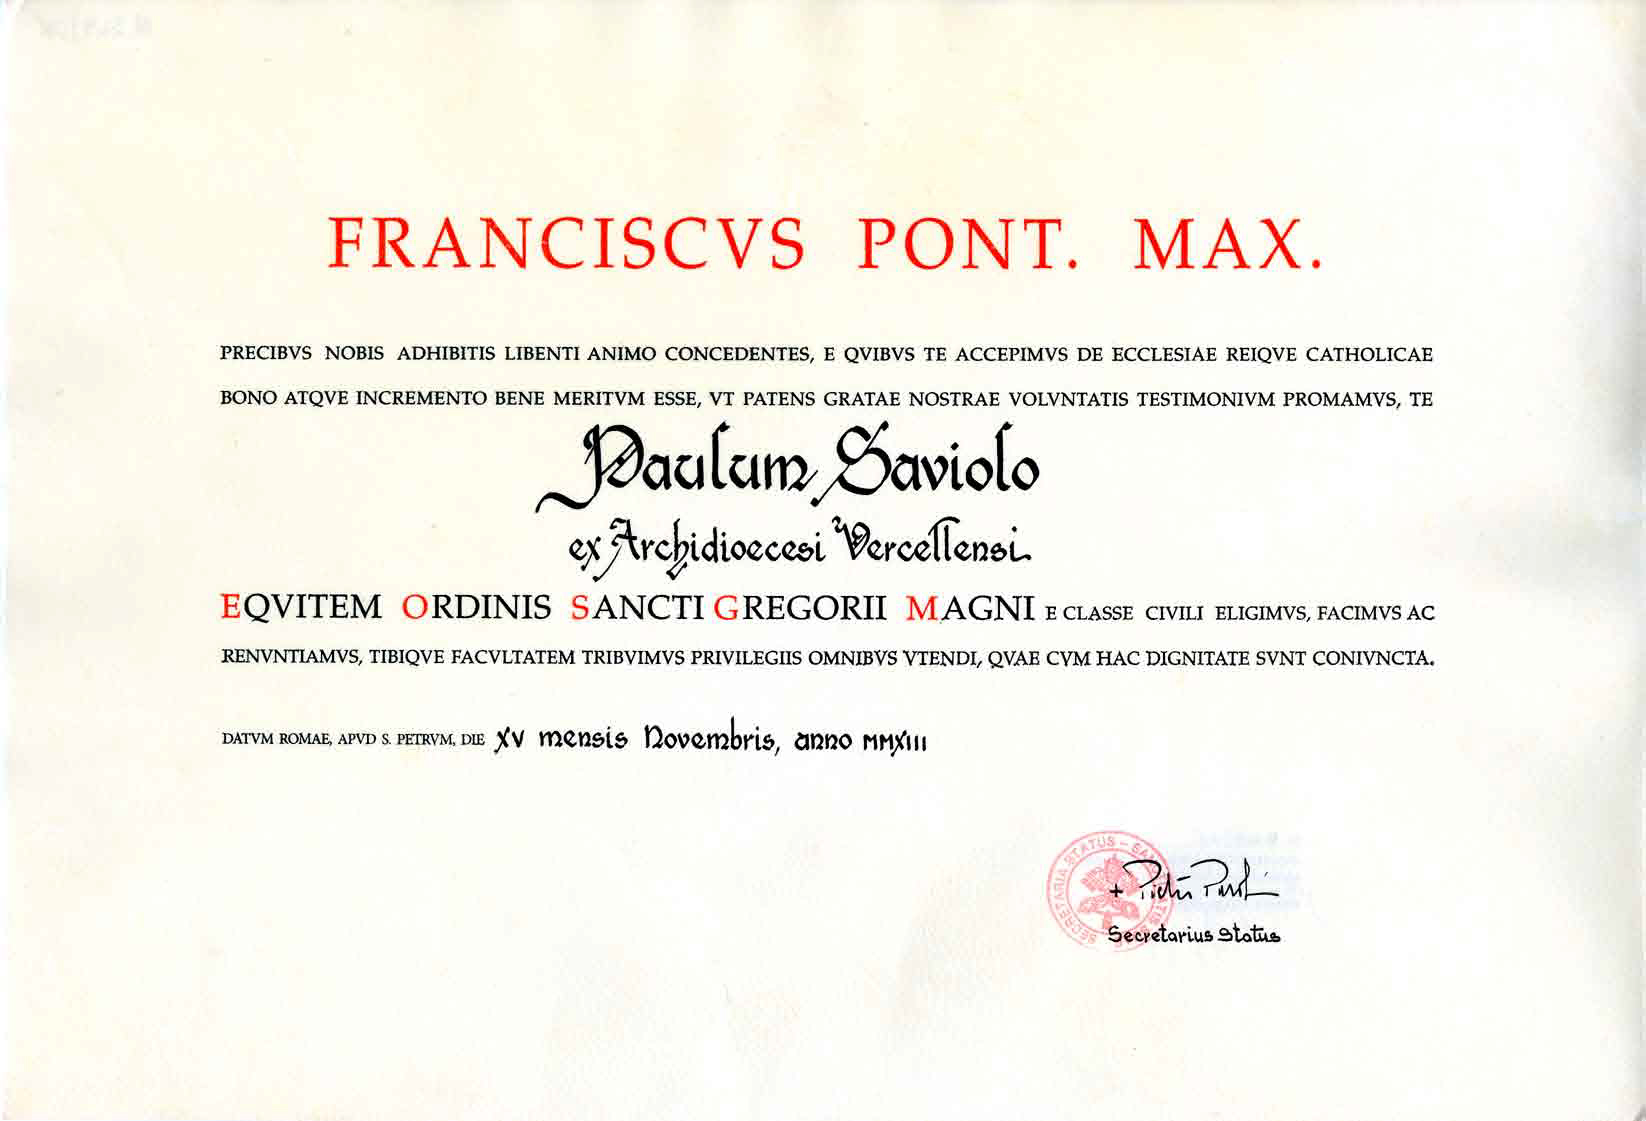 FRANCISCVS PONT. MAX.
PRECIBVS NOBIS ADHIBITIS LIBENTI ANIMO CONCEDENTES, E QVIBVS TE ACCEPIMVS DE ECCLESIAE REIQVE CATHOLICAE
BONO ATQVE INCREMENTO BENE MERITVM ESSE, VT PATENS GRATAE NOSTRAE VOLVNTATIS TESTIMONIVM PROMAMVS, TE
Paulum Saviolo
ex Archidioecesi Vercellensi
EQVITEM ORDINIS SANCTI GREGORII MAGNI E CLASSE CIVILI ELIGIMVS, FACIMVS AC
RENVNTIAMVS, TIBIQVE FACVLTATEM TRIBVIMVS PRIVILEGIIS OMNIBVS VTENDI, QVAE CVM HAC DIGNITATE SVNT CONIVNCTA.
DATVM ROMAE, APVD S. PETRVM, DIE XV mensis Novembris, anno MMXIII
SECRETARIA STATUS
Secretarius Status